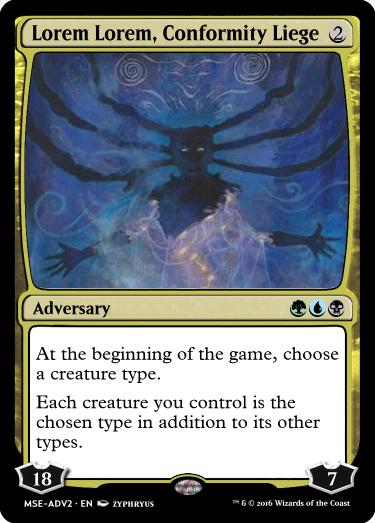 Lorem Lorem, Conformity Liege 2
Adversary
At the beginning of the game, choose
a creature type.
Each creature you control is the
chosen type in addition to its other
types.
18
7
MSE-ADV2 · EN ZYPHRYUS
™ & © 2016 Wizards of the Coast